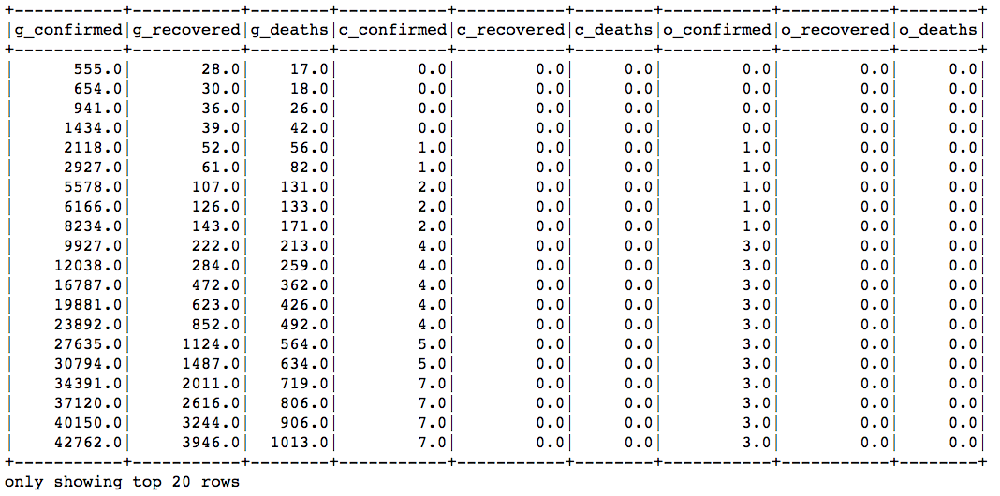 +-----------+-----------+--------+-----------+-----------+--------+-----------+-----------+--------+
|g_confirmed|g_recovered|g_deaths|c_confirmed|c_recovered|c_deaths|o_confirmed|o_recovered|o_deaths|
+-----------+-----------+--------+-----------+-----------+--------+-----------+-----------+--------+
|      555.0|       28.0|    17.0|        0.0|        0.0|     0.0|        0.0|        0.0|     0.0|
|      654.0|       30.0|    18.0|        0.0|        0.0|     0.0|        0.0|        0.0|     0.0|
|      941.0|       36.0|    26.0|        0.0|        0.0|     0.0|        0.0|        0.0|     0.0|
|     1434.0|       39.0|    42.0|        0.0|        0.0|     0.0|        0.0|        0.0|     0.0|
|     2118.0|       52.0|    56.0|        1.0|        0.0|     0.0|        1.0|        0.0|     0.0|
|     2927.0|       61.0|    82.0|        1.0|        0.0|     0.0|        1.0|        0.0|     0.0|
|     5578.0|      107.0|   131.0|        2.0|        0.0|     0.0|        1.0|        0.0|     0.0|
|     6166.0|      126.0|   133.0|        2.0|        0.0|     0.0|        1.0|        0.0|     0.0|
|     8234.0|      143.0|   171.0|        2.0|        0.0|     0.0|        1.0|        0.0|     0.0|
|     9927.0|      222.0|   213.0|        4.0|        0.0|     0.0|        3.0|        0.0|     0.0|
|    12038.0|      284.0|   259.0|        4.0|        0.0|     0.0|        3.0|        0.0|     0.0|
|    16787.0|      472.0|   362.0|        4.0|        0.0|     0.0|        3.0|        0.0|     0.0|
|    19881.0|      623.0|   426.0|        4.0|        0.0|     0.0|        3.0|        0.0|     0.0|
|    23892.0|      852.0|   492.0|        4.0|        0.0|     0.0|        3.0|        0.0|     0.0|
|    27635.0|     1124.0|   564.0|        5.0|        0.0|     0.0|        3.0|        0.0|     0.0|
|    30794.0|     1487.0|   634.0|        5.0|        0.0|     0.0|        3.0|        0.0|     0.0|
|    34391.0|     2011.0|   719.0|        7.0|        0.0|     0.0|        3.0|        0.0|     0.0|
|    37120.0|     2616.0|   806.0|        7.0|        0.0|     0.0|        3.0|        0.0|     0.0|
|    40150.0|     3244.0|   906.0|        7.0|        0.0|     0.0|        3.0|        0.0|     0.0|
|    42762.0|     3946.0|  1013.0|        7.0|        0.0|     0.0|        3.0|        0.0|     0.0|
+-----------+-----------+--------+-----------+-----------+--------+-----------+-----------+--------+
only showing top 20 rows